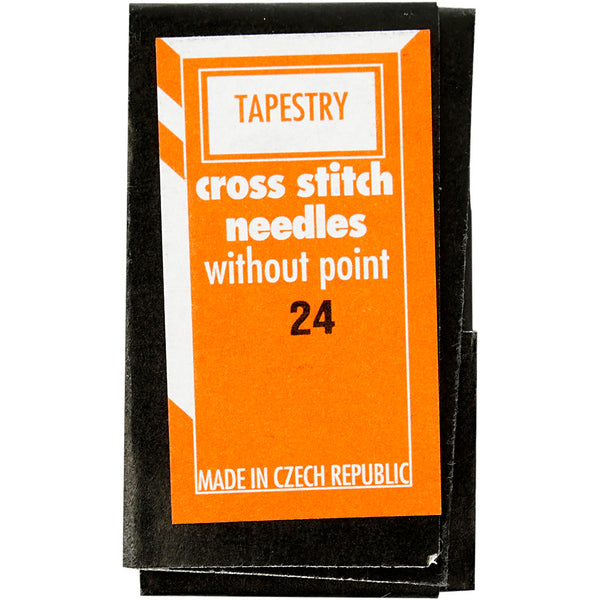 TAPESTRY
cross stitch
needles
without point
24
MADE IN CZECH REPUBLIC